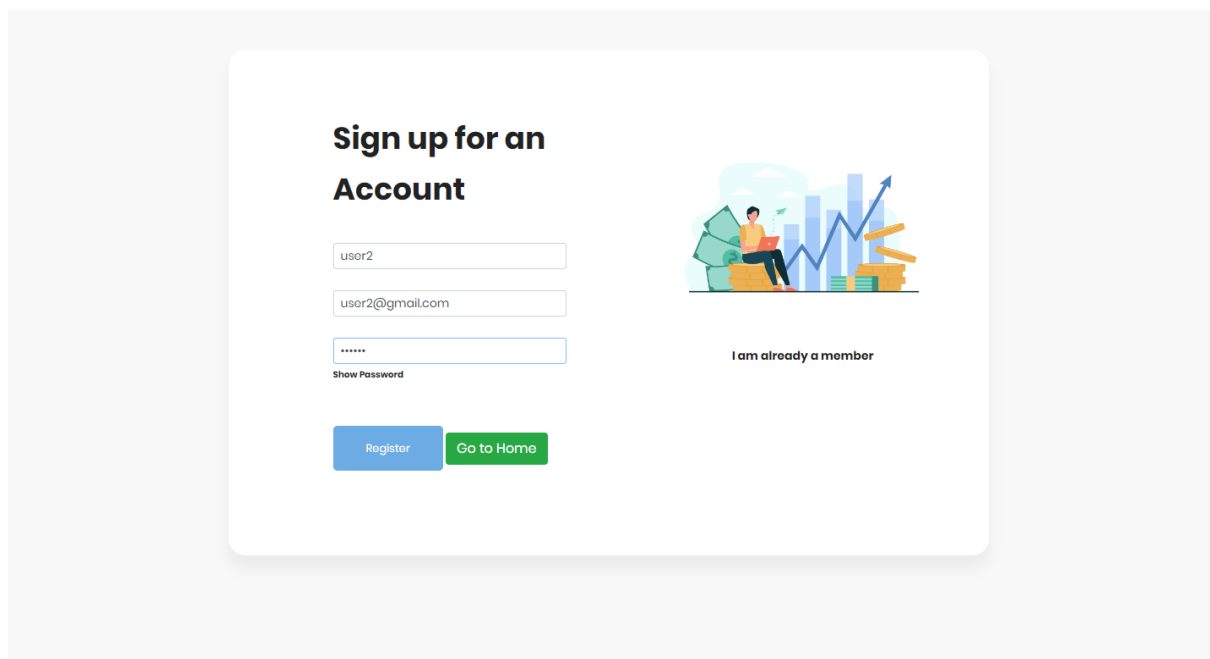 Sign up for an
Account
user2
user2@gmail.com
••••••
Show Password
Register
Go to Home
I am already a member